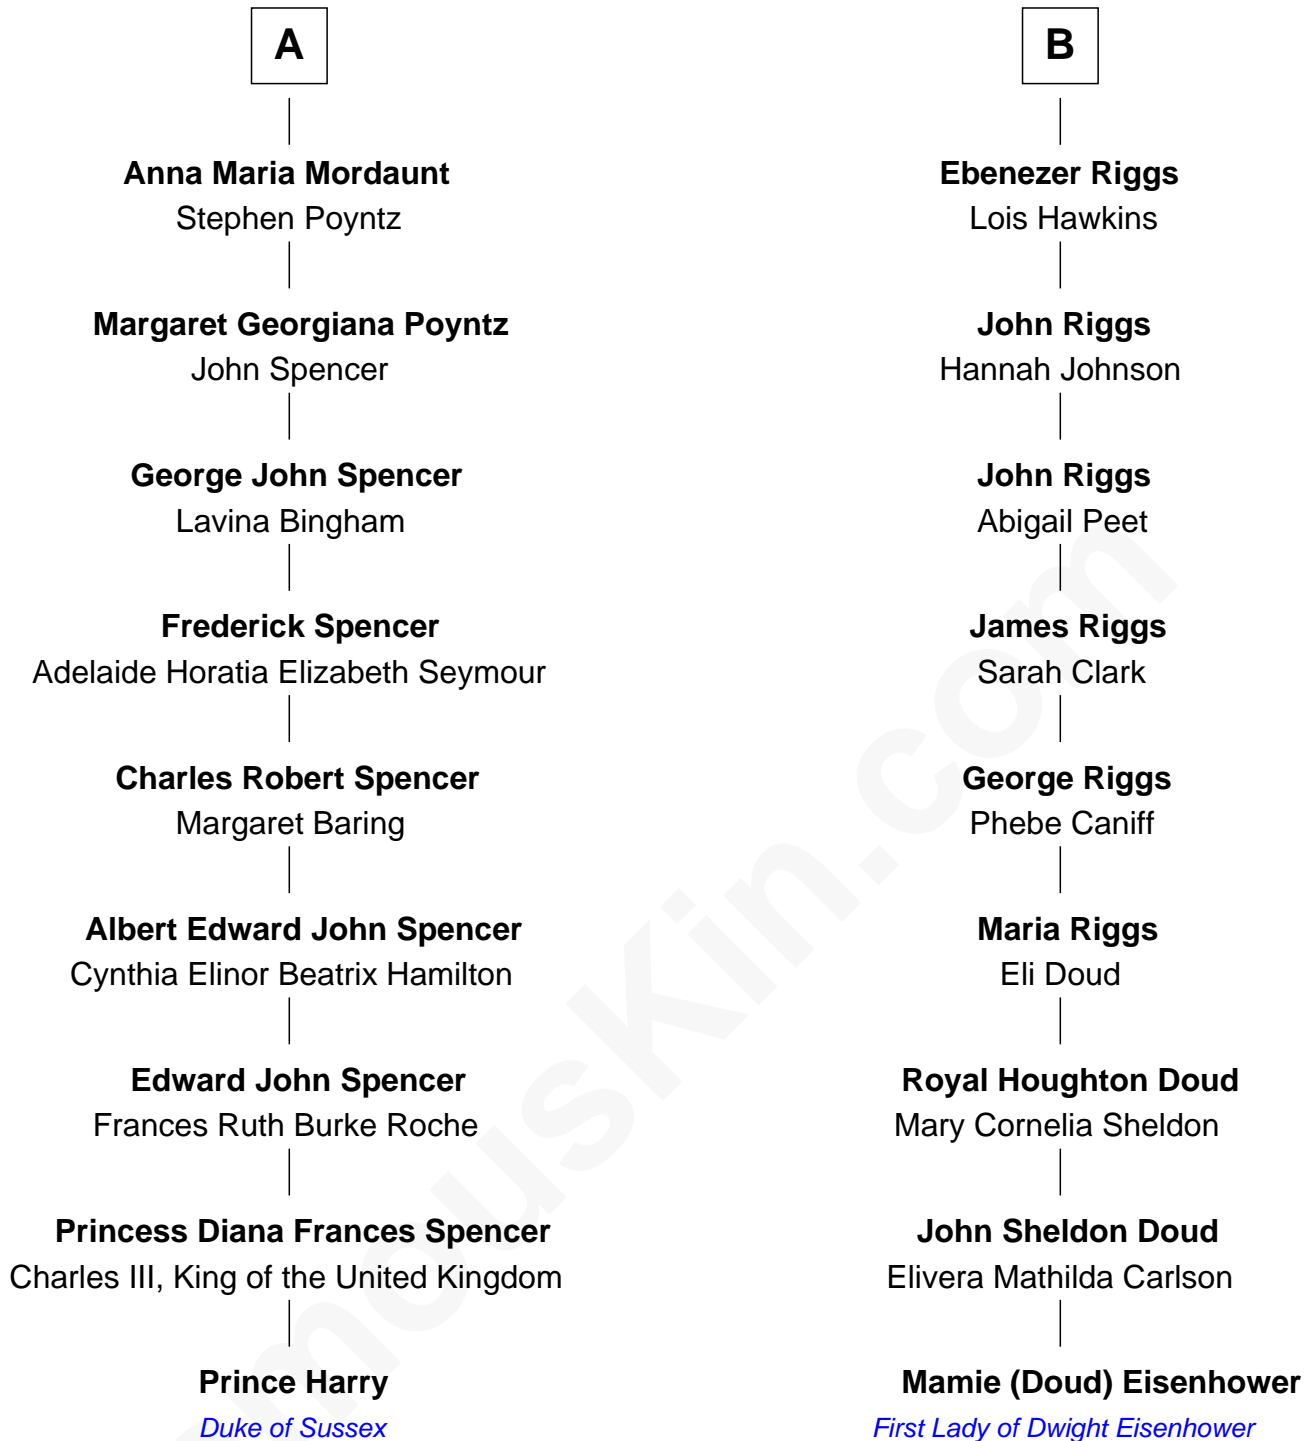 A
Anna Maria Mordaunt
Stephen Poyntz
Margaret Georgiana Poyntz
John Spencer
George John Spencer
Lavina Bingham
Frederick Spencer
Adelaide Horatia Elizabeth Seymour
Charles Robert Spencer
Margaret Baring
Albert Edward John Spencer
Cynthia Elinor Beatrix Hamilton
Edward John Spencer
Frances Ruth Burke Roche
Princess Diana Frances Spencer
Charles III, King of the United Kingdom
Prince Harry
Duke of Sussex
B
Ebenezer Riggs
Lois Hawkins
John Riggs
Hannah Johnson
John Riggs
Abigail Peet
James Riggs
Sarah Clark
George Riggs
Phebe Caniff
Maria Riggs
Eli Doud
Royal Houghton Doud
Mary Cornelia Sheldon
John Sheldon Doud
Elivera Mathilda Carlson
Mamie (Doud) Eisenhower
First Lady of Dwight Eisenhower
mousKin.com